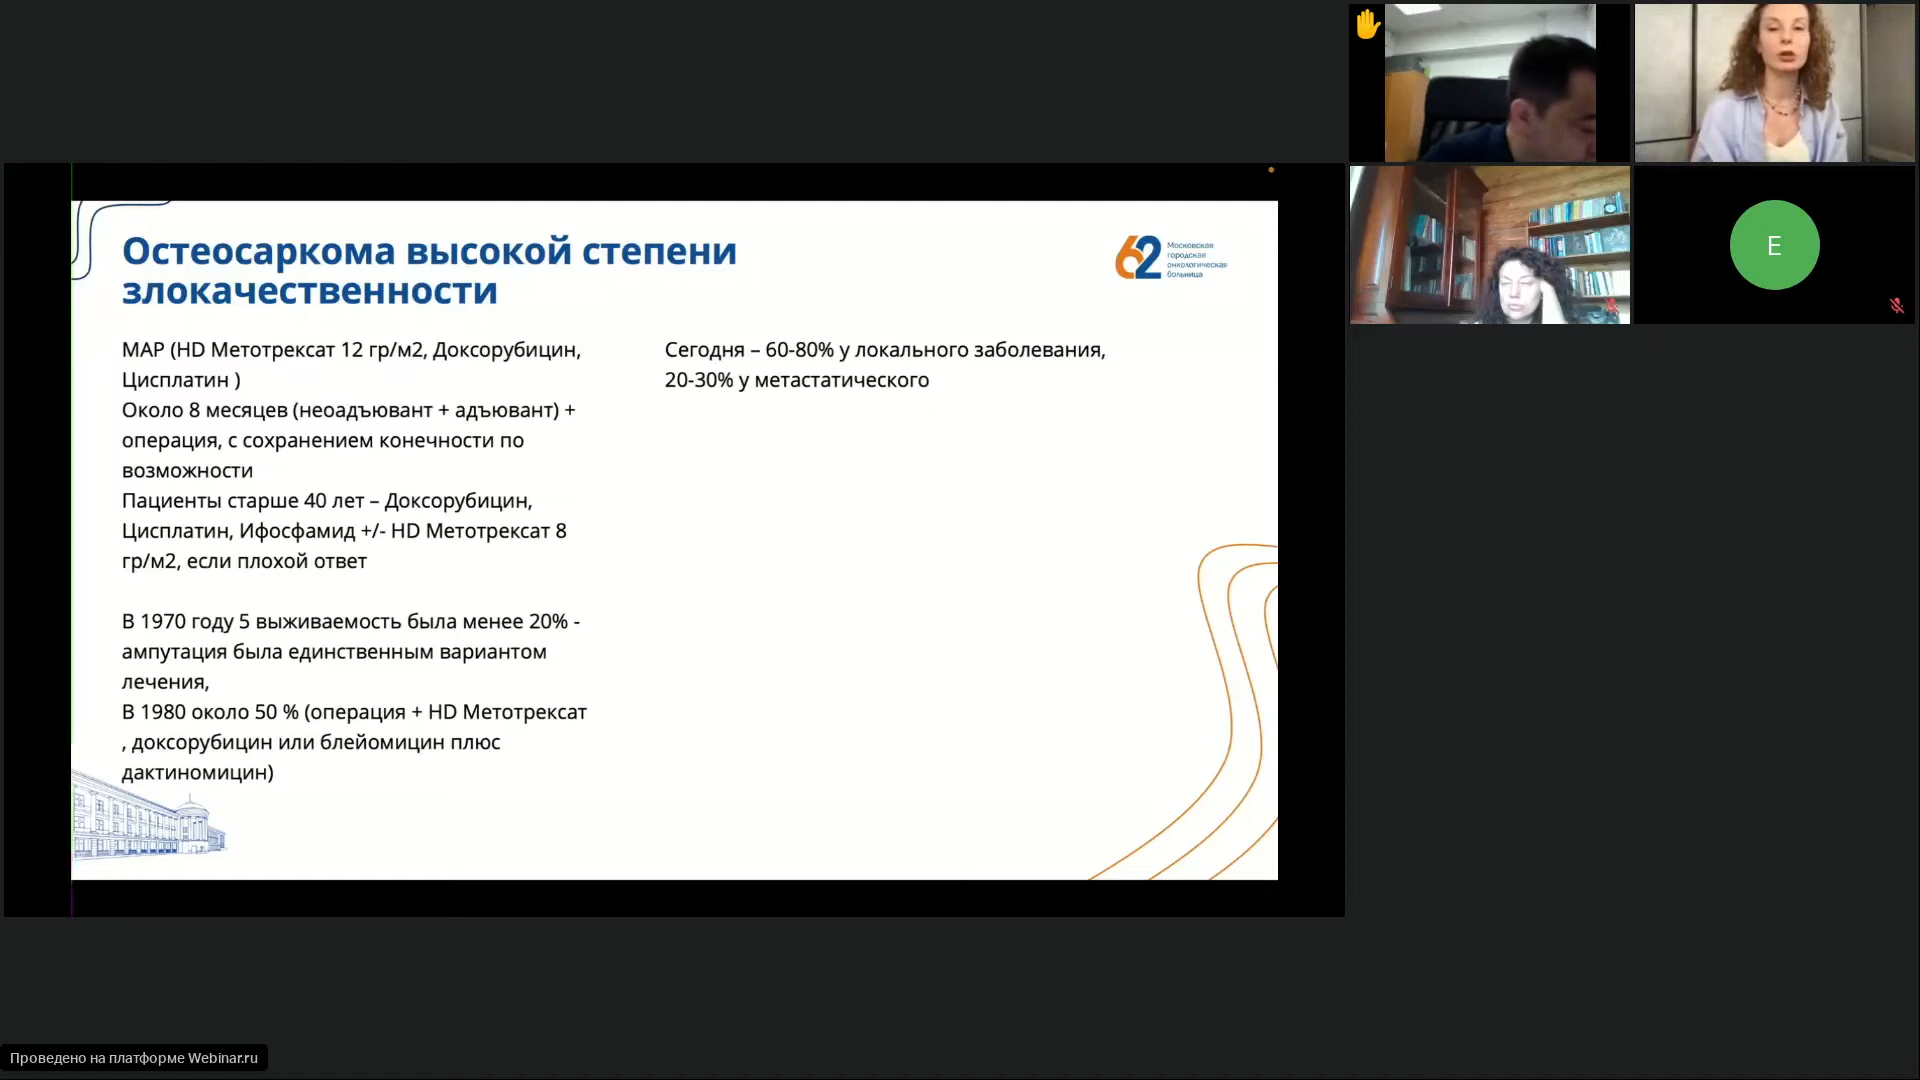 Остеосаркома высокой степени
злокачественности
Московская
городская
онкологическая
больница
62
MAP (HD Метотрексат 12 гр/м2, Доксорубицин,
Цисплатин )
Около 8 месяцев (неоадъювант + адъювант) +
операция, с сохранением конечности по
возможности
Пациенты старше 40 лет – Доксорубицин,
Цисплатин, Ифосфамид +/- HD Метотрексат 8
гр/м2, если плохой ответ
В 1970 году 5 выживаемость была менее 20% -
ампутация была единственным вариантом
лечения,
В 1980 около 50 % (операция + HD Метотрексат
, доксорубицин или блейомицин плюс
дактиномицин)
Сегодня – 60-80% у локального заболевания,
20-30% у метастатического
E
Проведено на платформе Webinar.ru